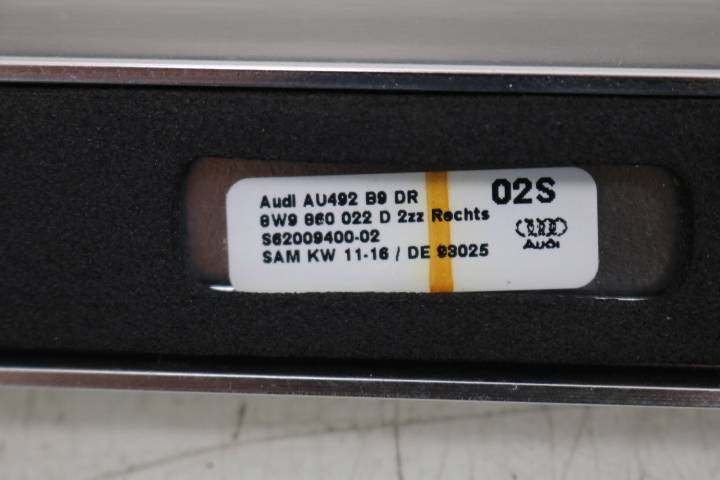 Audi AU492 B9 DR 02S
8W9 860 022 D 2zz Rechts
S62009400-02
Audi
SAM KW 11-16 / DE 93025